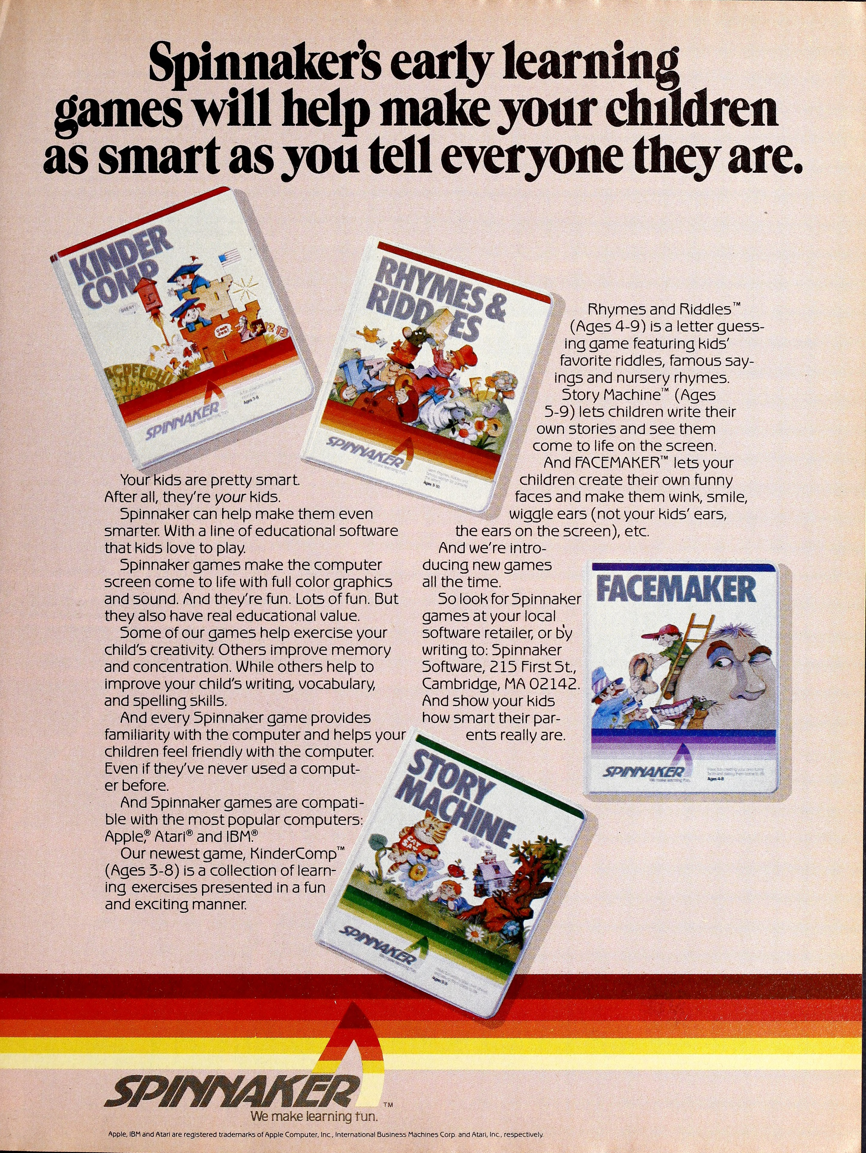 Spinnaker's early learning
games will help make your children
as smart as you tell everyone they are.
KINDER
COMP
SPINNAKER
RHYMES &
RIDDLES
SPINNAKER
Your kids are pretty smart.
After all, they're your kids.
Spinnaker can help make them even
smarter. With a line of educational software
that kids love to play.
Spinnaker games make the computer
screen come to life with full color graphics
and sound. And they're fun. Lots of fun. But
they also have real educational value.
Some of our games help exercise your
child's creativity. Others improve memory
and concentration. While others help to
improve your child's writing, vocabulary,
and spelling skills.
And every Spinnaker game provides
familiarity with the computer and helps your
children feel friendly with the computer.
Even if they've never used a comput-
er before.
And Spinnaker games are compati-
ble with the most popular computers:
Apple,® Atari® and IBM.®
Our newest game, KinderComp™
(Ages 3-8) is a collection of learn-
ing exercises presented in a fun
and exciting manner.
Rhymes and Riddles™
(Ages 4-9) is a letter guess-
ing game featuring kids'
favorite riddles, famous say-
ings and nursery rhymes.
Story Machine™ (Ages
5-9) lets children write their
own stories and see them
come to life on the screen.
And FACEMAKER™ lets your
children create their own funny
faces and make them wink, smile,
wiggle ears (not your kids' ears,
the ears on the screen), etc.
And we're intro-
ducing new games
all the time.
So look for Spinnaker
games at your local
software retailer, or by
writing to: Spinnaker
Software, 215 First St.,
Cambridge, MA 02142.
And show your kids
how smart their par-
ents really are.
FACEMAKER
SPINNAKER
We make learning fun.
STORY
MACHINE
SPINNAKER
SPINNAKER™
We make learning fun.
Apple, IBM and Atari are registered trademarks of Apple Computer, Inc., International Business Machines Corp. and Atari, Inc., respectively.